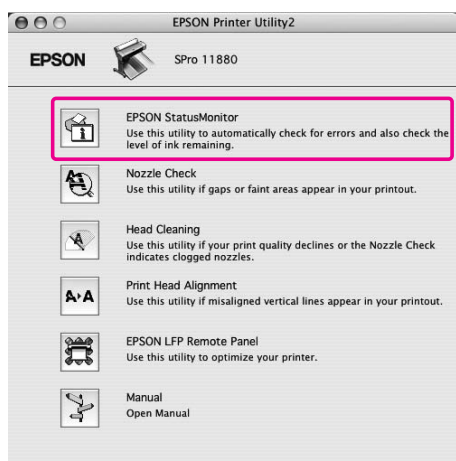 EPSON Printer Utility2
EPSON
SPro 11880
EPSON StatusMonitor
Use this utility to automatically check for errors and also check the
level of ink remaining.
Nozzle Check
Use this utility if gaps or faint areas appear in your printout.
Head Cleaning
Use this utility if your print quality declines or the Nozzle Check
indicates clogged nozzles.
A▸A
Print Head Alignment
Use this utility if misaligned vertical lines appear in your printout.
EPSON LFP Remote Panel
Use this utility to optimize your printer.
Manual
Open Manual